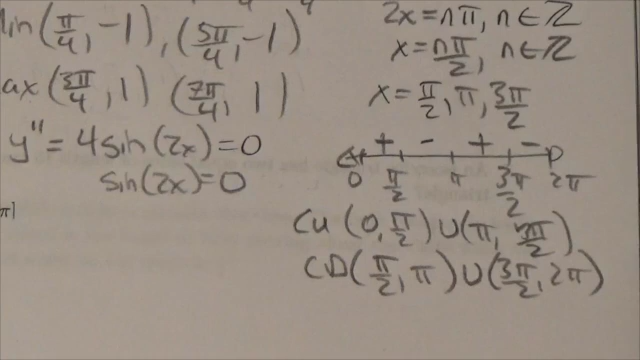 (π/4, -1), (5π/4, -1)
ax (3π/4, 1) (7π/4, 1)
y" = 4sin(2x) = 0
sin(2x) = 0
π]
2x = nπ, n ∈ ℤ
x = nπ/2, n ∈ ℤ
x = π/2, π, 3π/2
+ - + -
0 π/2 π 3π/2 2π
CU (0, π/2) ∪ (π, 3π/2)
CD (π/2, π) ∪ (3π/2, 2π)